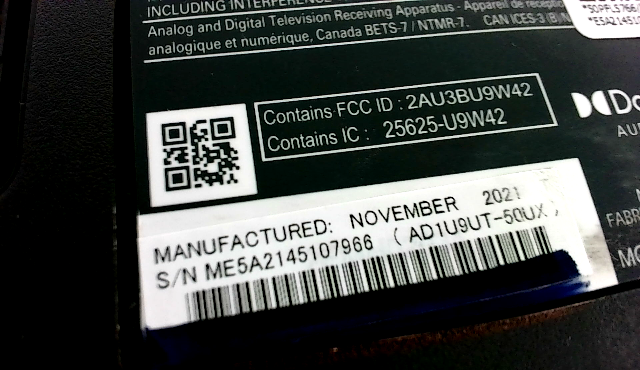 INCLUDING INTERFERENCE
Analog and Digital Television Receiving Apparatus - Appareil de
analogique et numérique, Canada BETS-7 / NTMR-7. CAN ICES-3 (B)
Contains FCC ID : 2AU3BU9W42
Contains IC : 25625-U9W42
MANUFACTURED: NOVEMBER 2021
S/N ME5A2145107966 ( AD1U9UT-50UX )